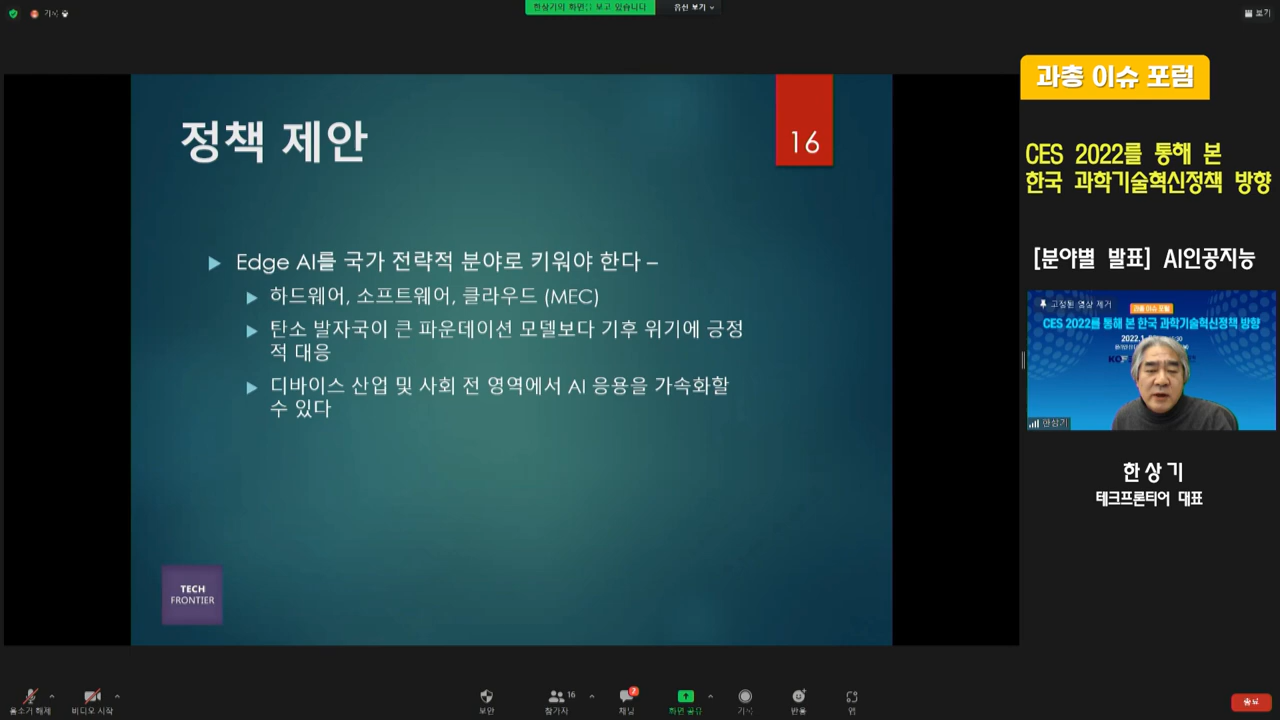 기록
한상기의 화면을 보고 있습니다
옵션 보기
보기
정책 제안
16
Edge AI를 국가 전략적 분야로 키워야 한다 –
하드웨어, 소프트웨어, 클라우드 (MEC)
탄소 발자국이 큰 파운데이션 모델보다 기후 위기에 긍정
적 대응
디바이스 산업 및 사회 전 영역에서 AI 응용을 가속화할
수 있다
TECH
FRONTIER
과총 이슈 포럼
CES 2022를 통해 본
한국 과학기술혁신정책 방향
[분야별 발표] AI인공지능
고정된 영상 제거
과총 이슈 포럼
CES 2022를 통해 본 한국 과학기술혁신정책 방향
한상기
한상기
테크프론티어 대표
음소거 해제
비디오 시작
보안
16
참가자
2
채팅
화면 공유
기록
반응
앱
종료